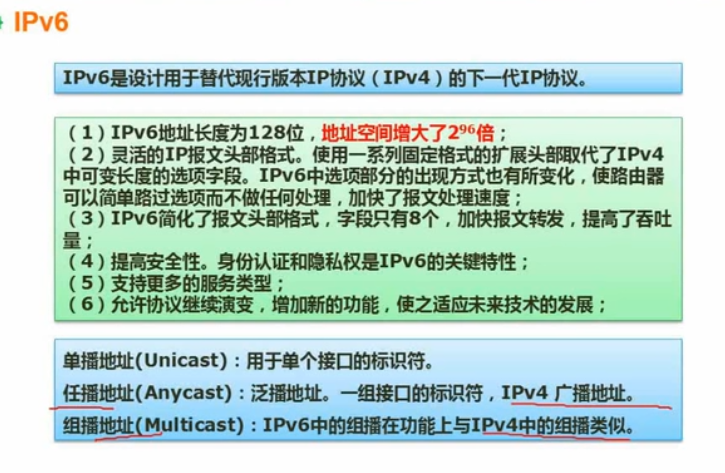 IPv6
IPv6是设计用于替代现行版本IP协议（IPv4）的下一代IP协议。
（1）IPv6地址长度为128位，地址空间增大了2⁹⁶倍；
（2）灵活的IP报文头部格式。使用一系列固定格式的扩展头部取代了IPv4
中可变长度的选项字段。IPv6中选项部分的出现方式也有所变化，使路由器
可以简单路过选项而不做任何处理，加快了报文处理速度；
（3）IPv6简化了报文头部格式，字段只有8个，加快报文转发，提高了吞吐
量；
（4）提高安全性。身份认证和隐私权是IPv6的关键特性；
（5）支持更多的服务类型；
（6）允许协议继续演变，增加新的功能，使之适应未来技术的发展；
单播地址(Unicast)：用于单个接口的标识符。
任播地址(Anycast)：泛播地址。一组接口的标识符，IPv4 广播地址。
组播地址(Multicast)：IPv6中的组播在功能上与IPv4中的组播类似。